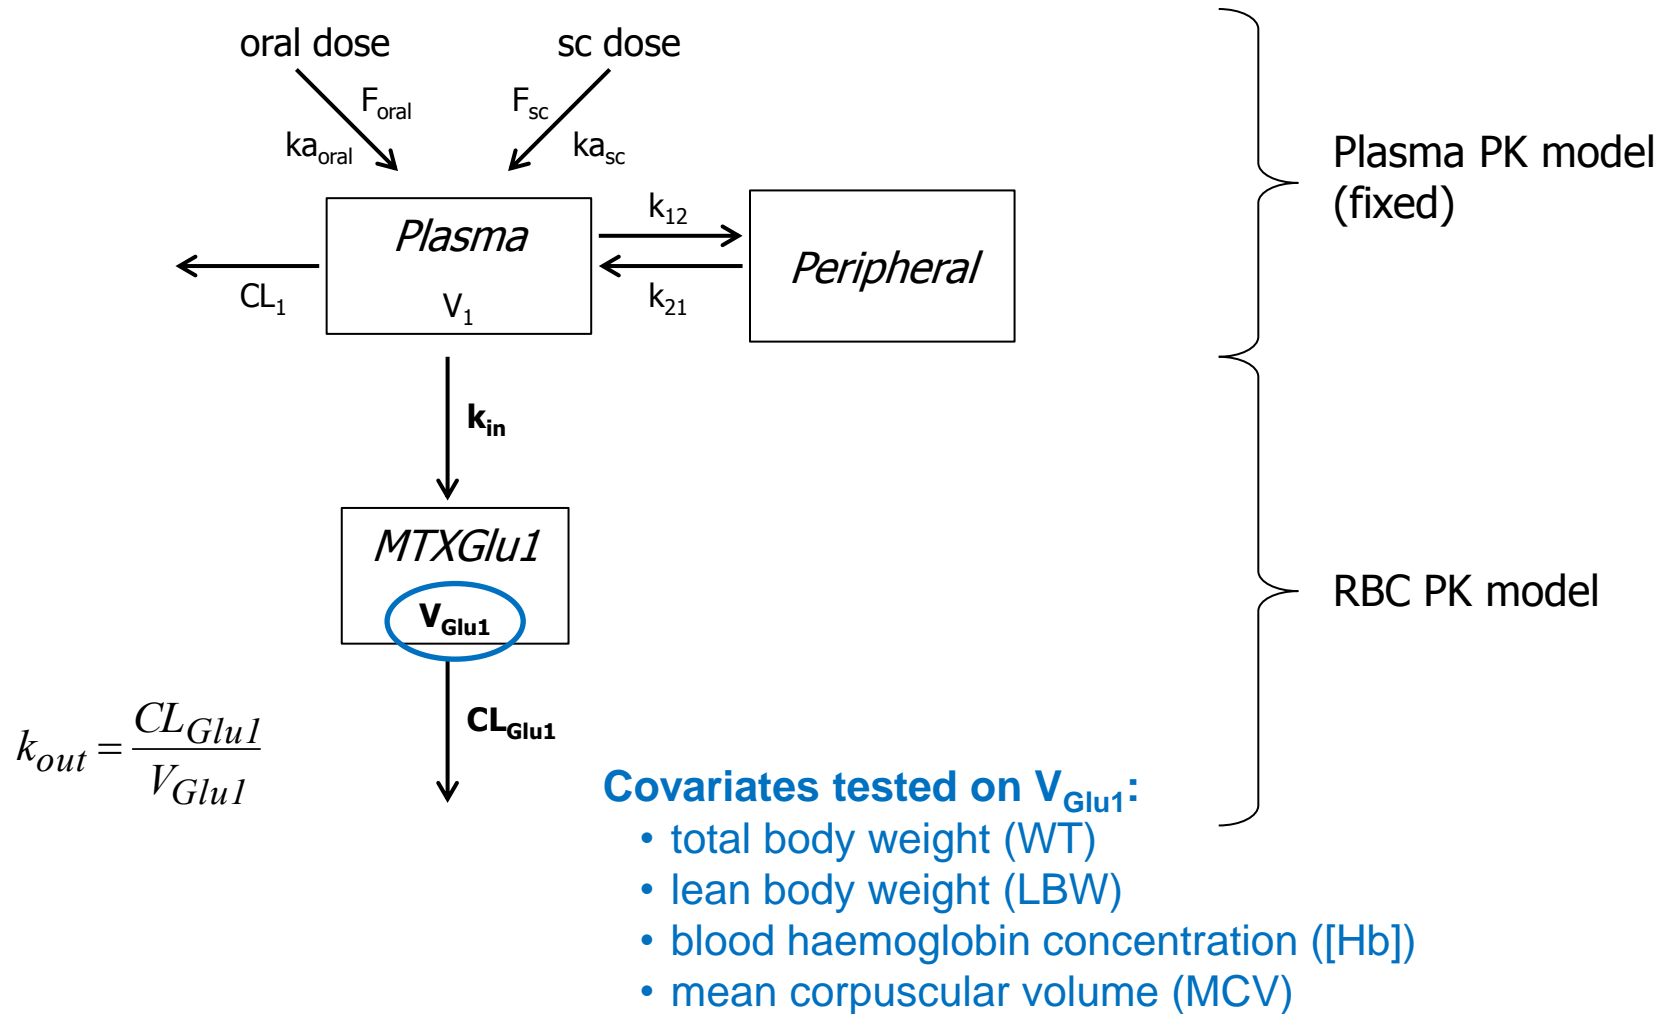 oral dose
sc dose
F_oral
F_sc
ka_oral
ka_sc
Plasma PK model
(fixed)
Plasma
V_1
k_12
k_21
Peripheral
CL_1
k_in
MTXGlu1
V_Glu1
RBC PK model
CL_Glu1
k_out = CL_Glu1 / V_Glu1
Covariates tested on V_Glu1:
• total body weight (WT)
• lean body weight (LBW)
• blood haemoglobin concentration ([Hb])
• mean corpuscular volume (MCV)